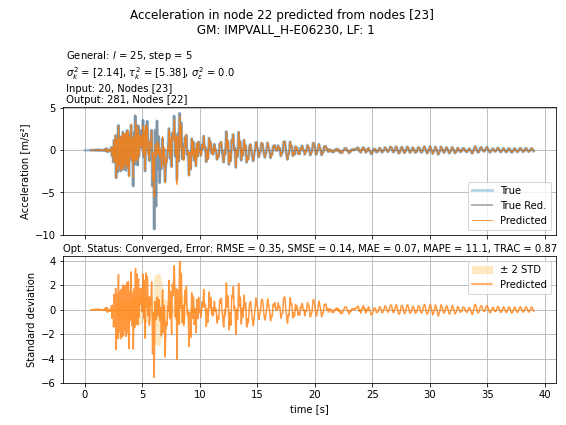 Acceleration in node 22 predicted from nodes [23]
GM: IMPVALL_H-E06230, LF: 1
General: l = 25, step = 5
σ²ₖ = [2.14], τ²ₖ = [5.38], σ²ε = 0.0
Input: 20, Nodes [23]
Output: 281, Nodes [22]
Acceleration [m/s²]
5
0
−5
−10
True
True Red.
Predicted
Opt. Status: Converged, Error: RMSE = 0.35, SMSE = 0.14, MAE = 0.07, MAPE = 11.1, TRAC = 0.87
Standard deviation
4
2
0
−2
−4
−6
± 2 STD
Predicted
0 5 10 15 20 25 30 35 40
time [s]